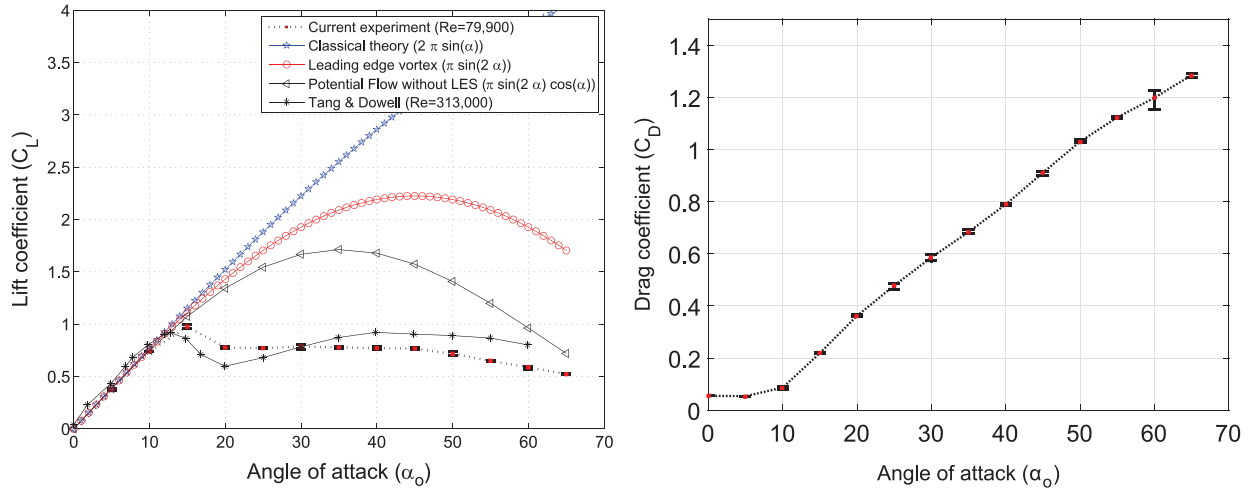 4
3.5
3
2.5
2
1.5
1
0.5
0
0 10 20 30 40 50 60 70
Lift coefficient (C_L)
Angle of attack (α_o)
Current experiment (Re=79,900)
Classical theory (2 π sin(α))
Leading edge vortex (π sin(2 α))
Potential Flow without LES (π sin(2 α) cos(α))
Tang & Dowell (Re=313,000)
1.4
1.2
1
0.8
0.6
0.4
0.2
0
0 10 20 30 40 50 60 70
Drag coefficient (C_D)
Angle of attack (α_o)